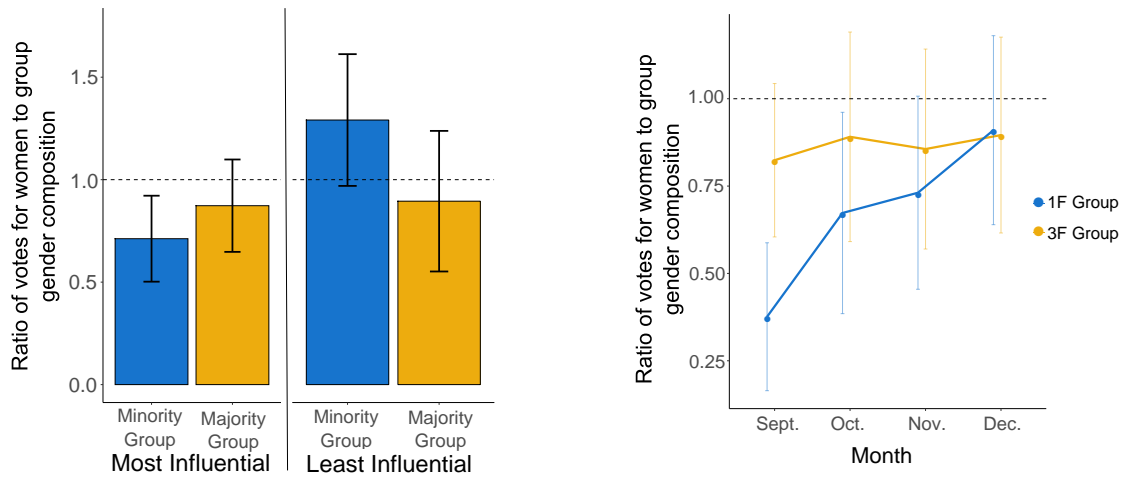 Ratio of votes for women to group
gender composition
1.5
1.0
0.5
0.0
Minority
Group
Majority
Group
Minority
Group
Majority
Group
Most Influential
Least Influential
Ratio of votes for women to group
gender composition
1.00
0.75
0.50
0.25
Sept.
Oct.
Nov.
Dec.
Month
1F Group
3F Group